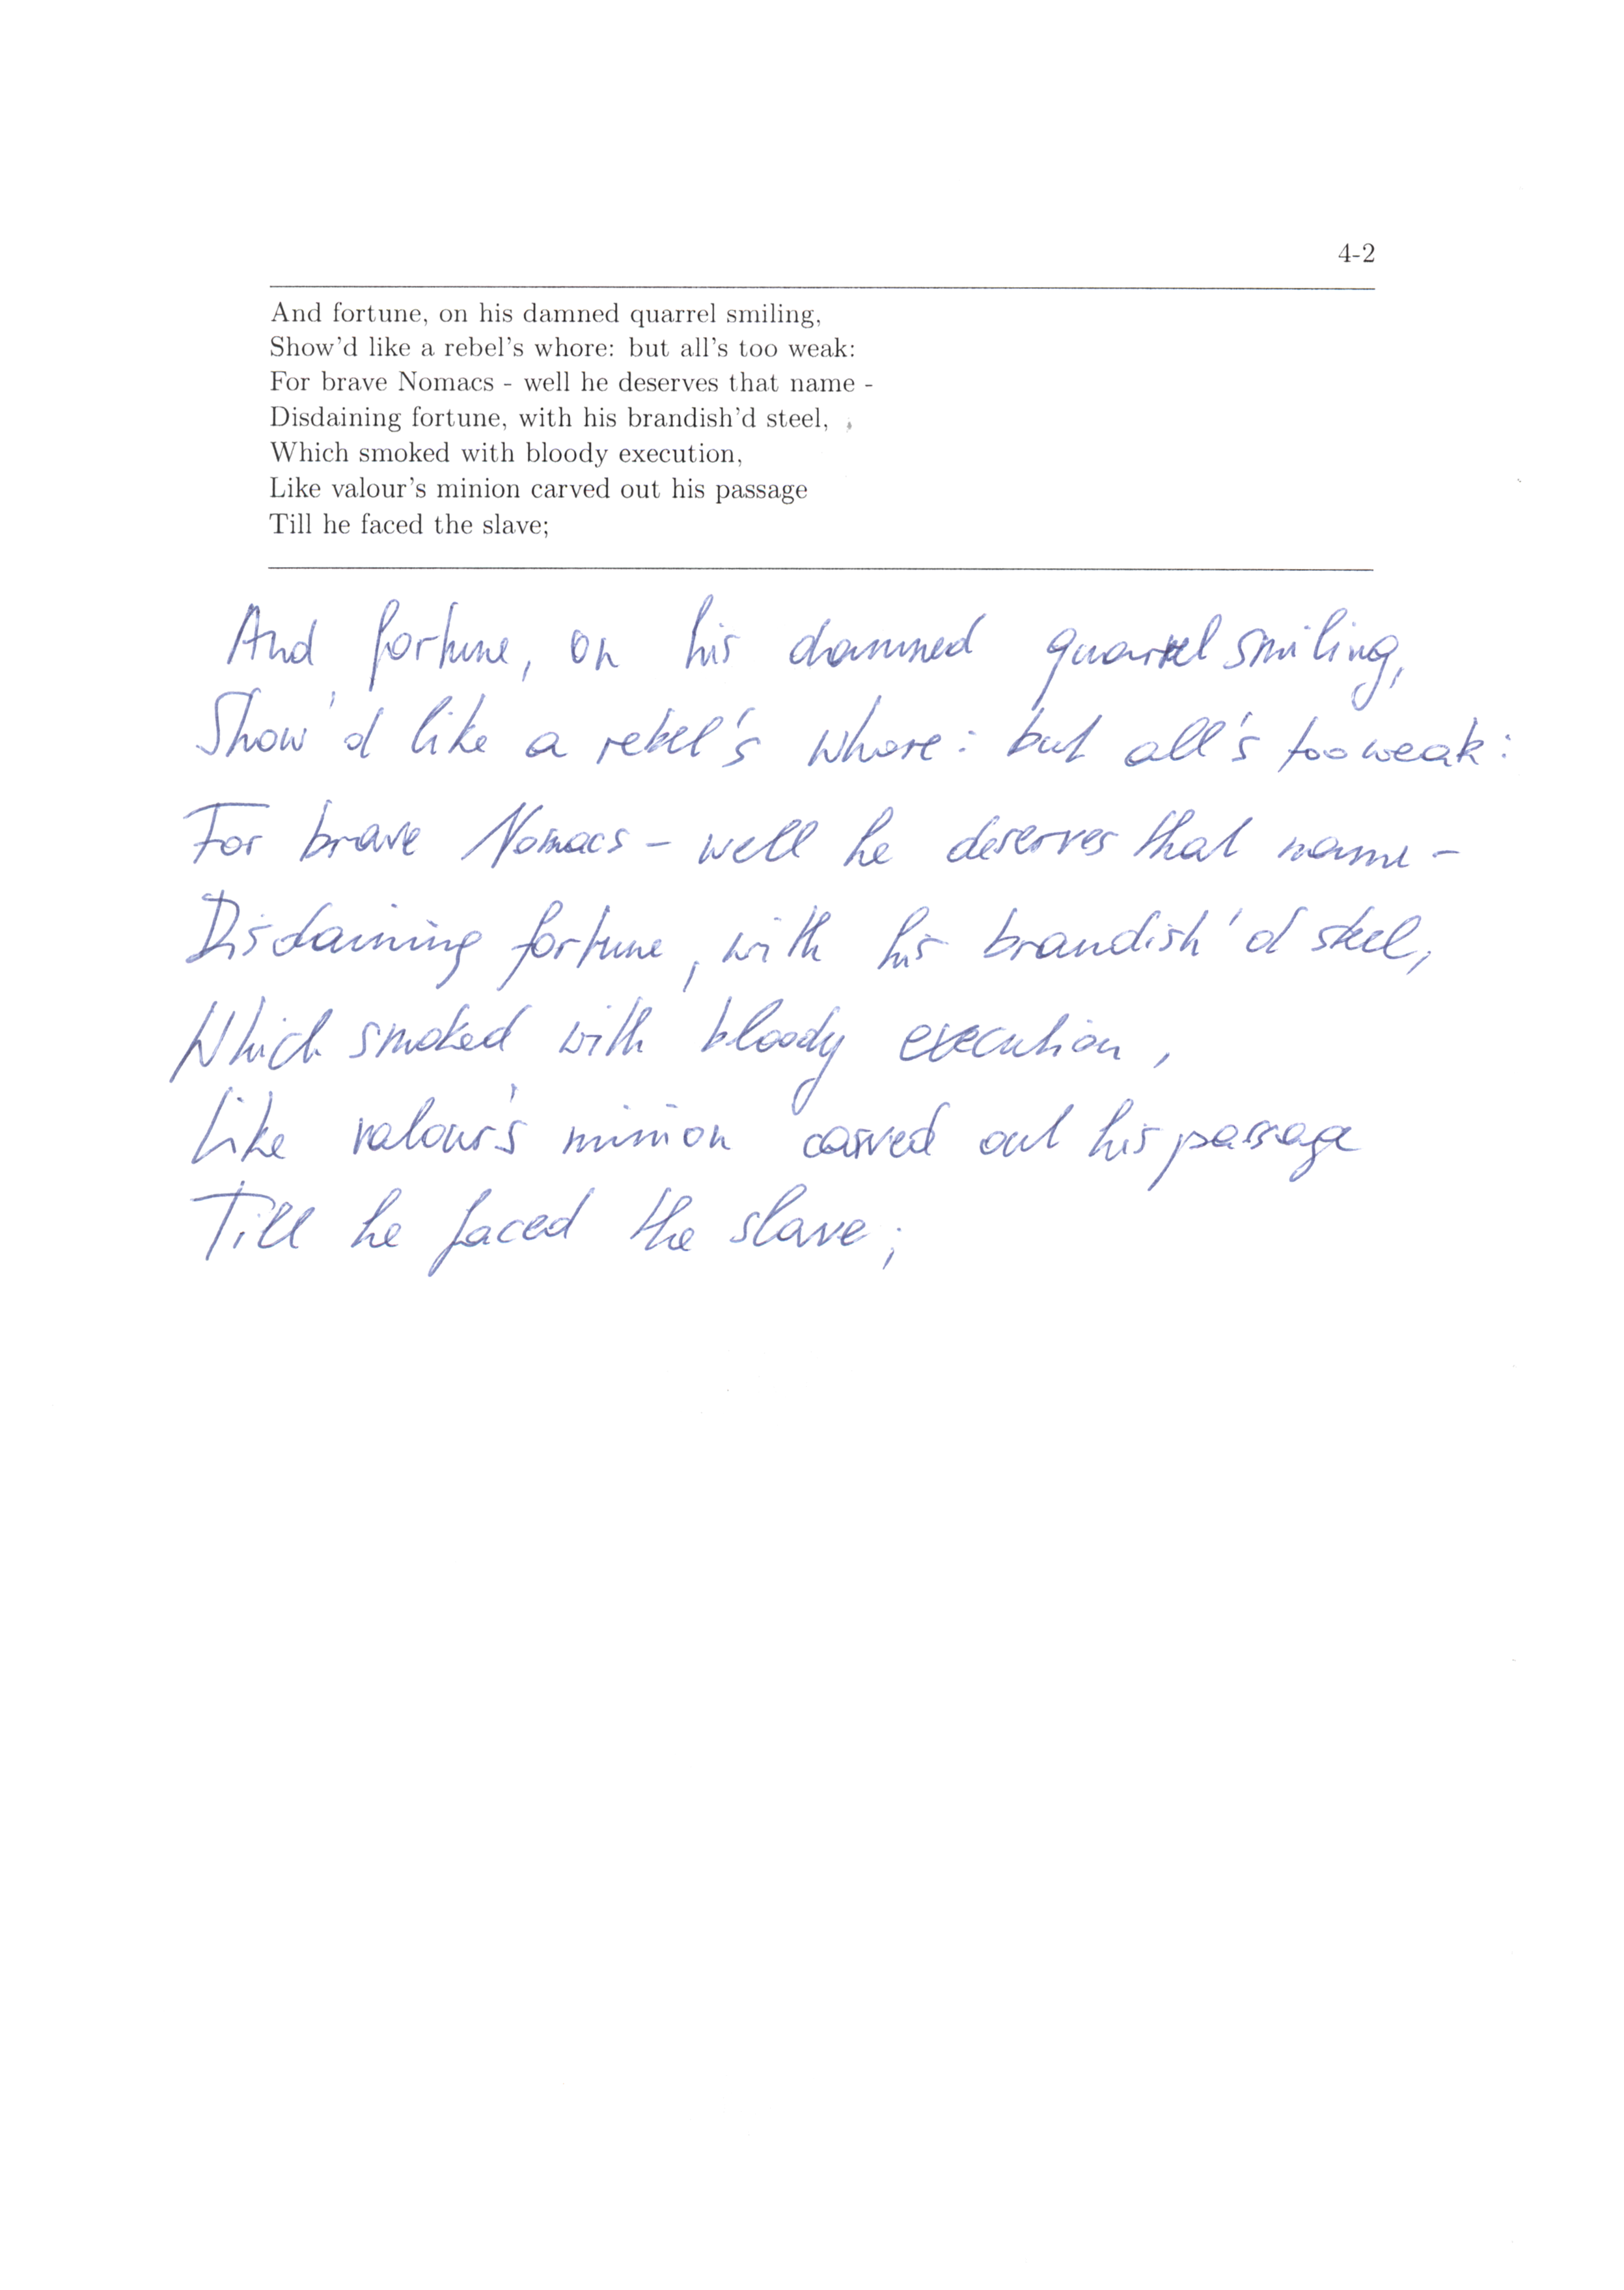 4-2
And fortune, on his damned quarrel smiling,
Show'd like a rebel's whore: but all's too weak:
For brave Nomacs - well he deserves that name -
Disdaining fortune, with his brandish'd steel,
Which smoked with bloody execution,
Like valour's minion carved out his passage
Till he faced the slave;
And fortune, on his damned quarrel smiling,
Show'd like a rebel's whore: but all's too weak:
For brave Nomacs - well he deserves that name -
Disdaining fortune, with his brandish'd steel,
Which smoked with bloody execution,
Like valour's minion carved out his passage
Till he faced the slave;